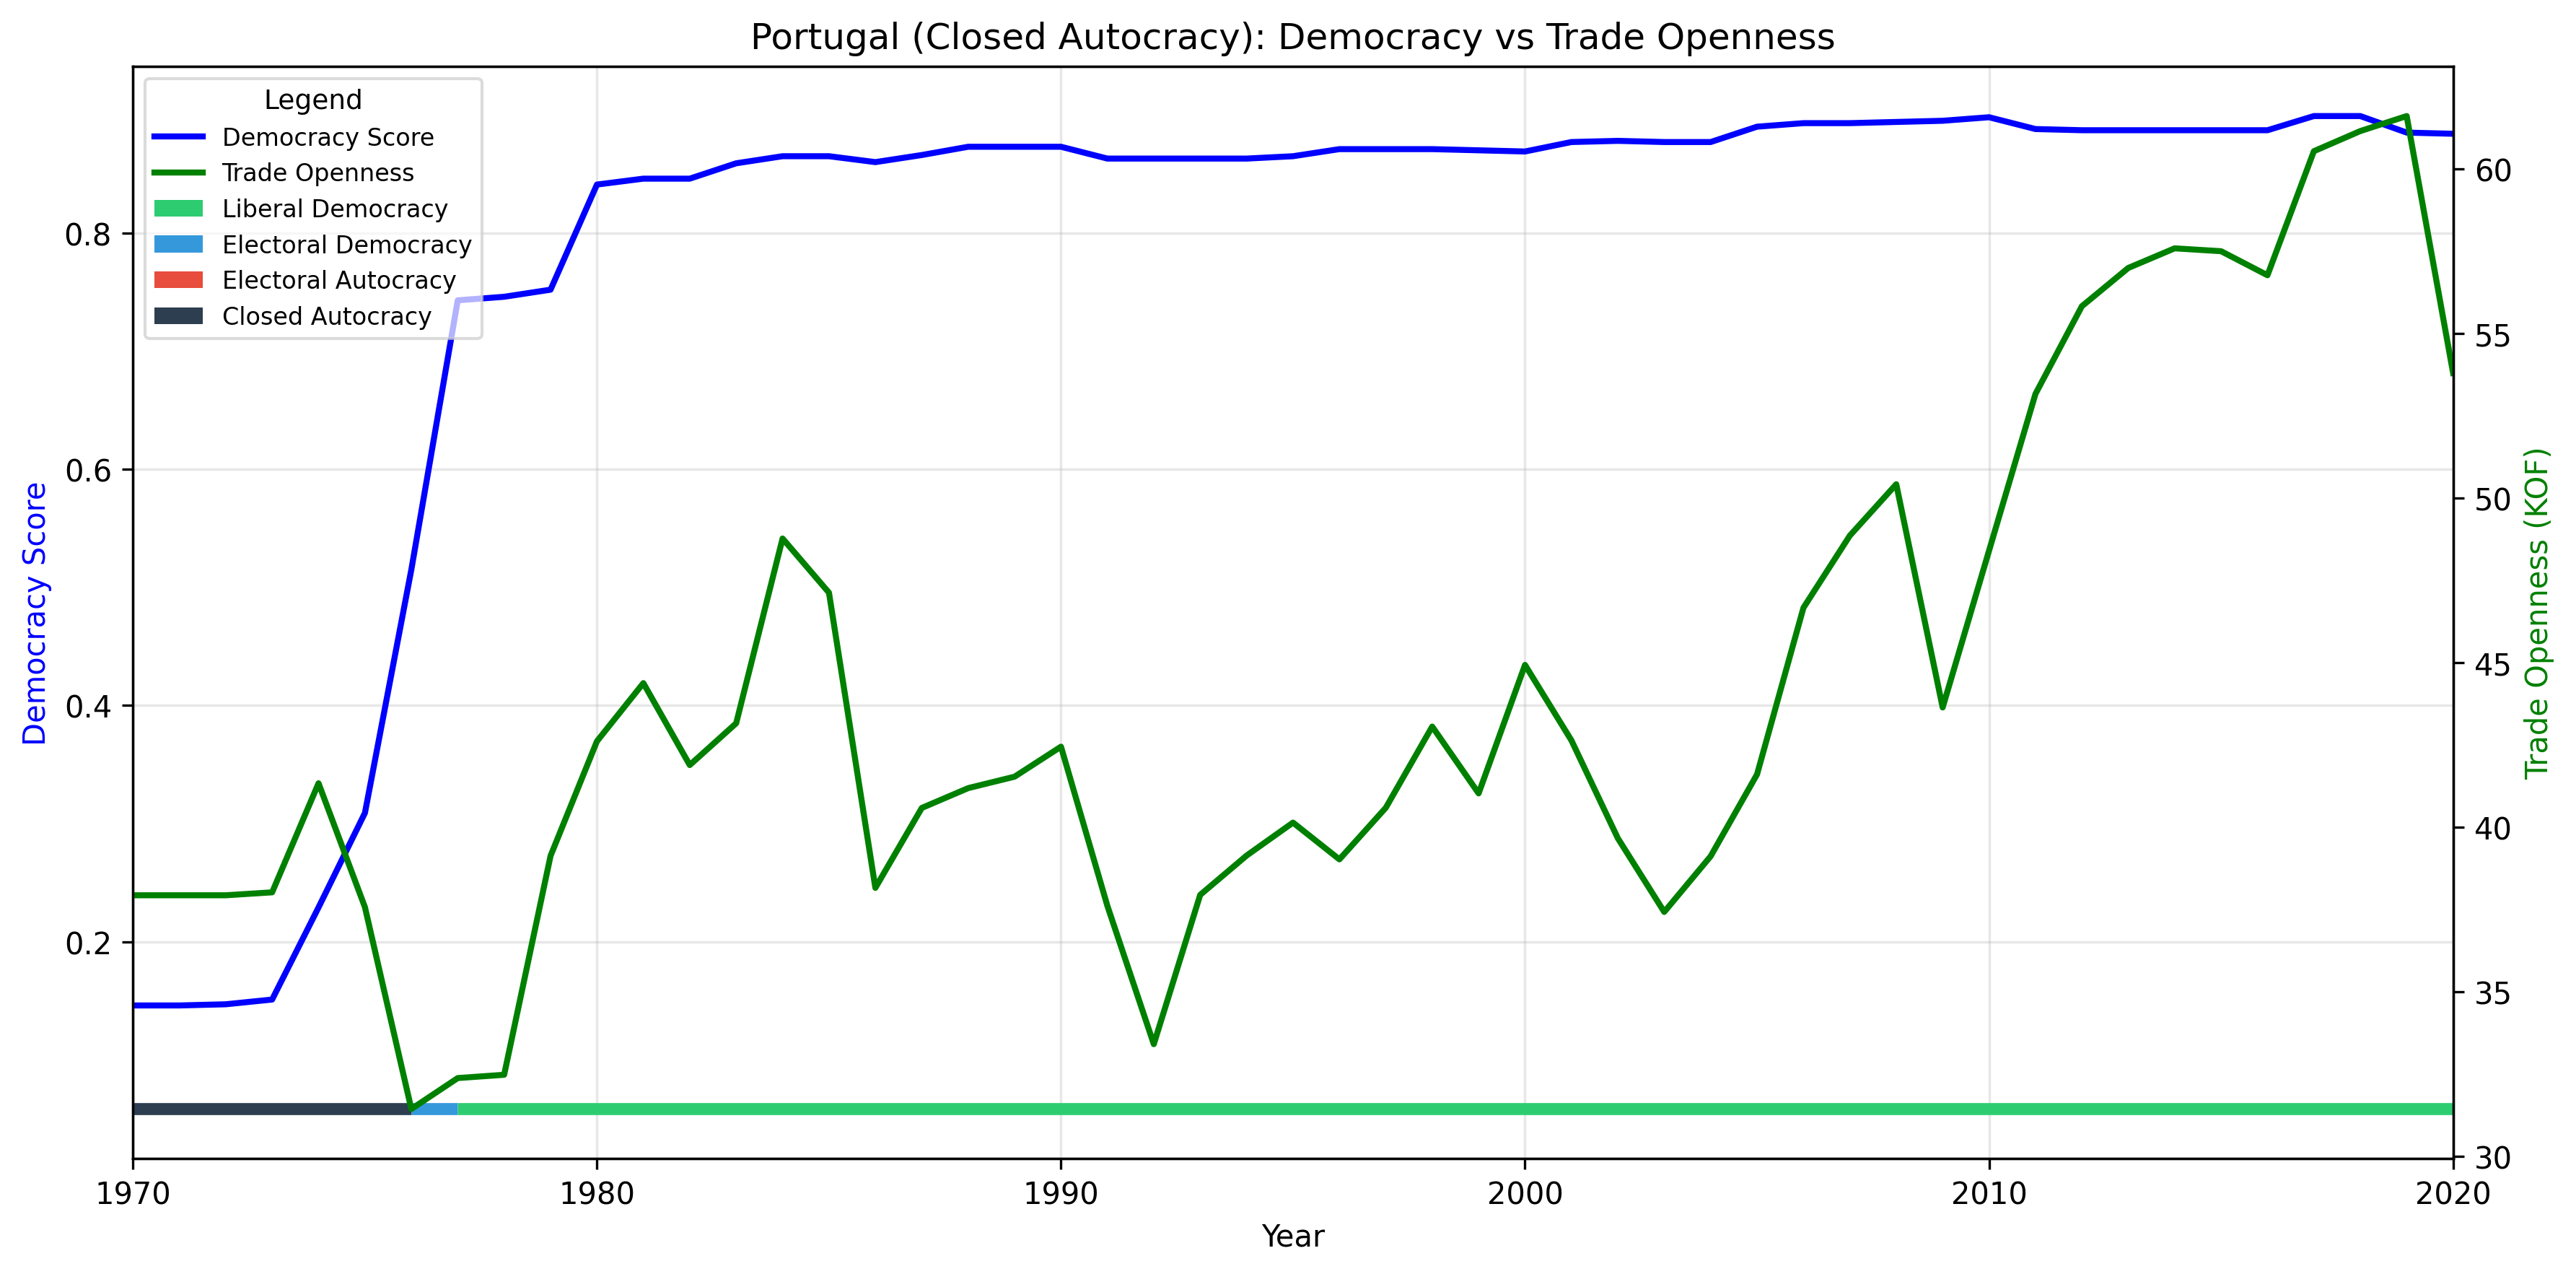 Portugal (Closed Autocracy): Democracy vs Trade Openness
Legend
Democracy Score
Trade Openness
Liberal Democracy
Electoral Democracy
Electoral Autocracy
Closed Autocracy
Democracy Score
0.8
0.6
0.4
0.2
60
55
50
45
40
35
30
Trade Openness (KOF)
1970 1980 1990 2000 2010 2020
Year